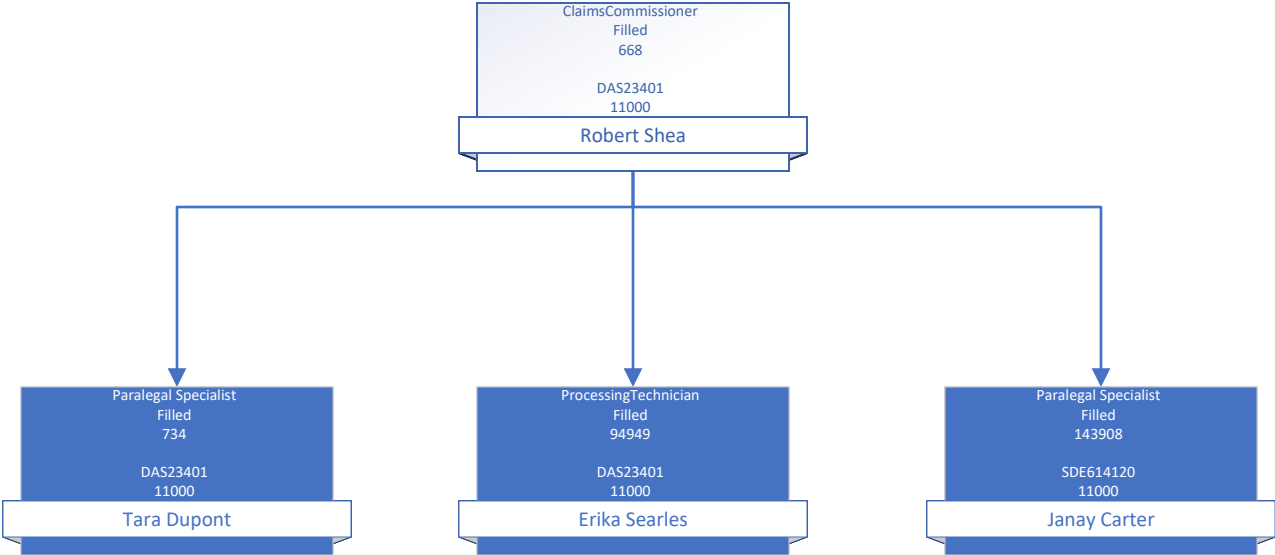 ClaimsCommissioner
Filled
668
DAS23401
11000
Robert Shea
Paralegal Specialist
Filled
734
DAS23401
11000
Tara Dupont
ProcessingTechnician
Filled
94949
DAS23401
11000
Erika Searles
Paralegal Specialist
Filled
143908
SDE614120
11000
Janay Carter